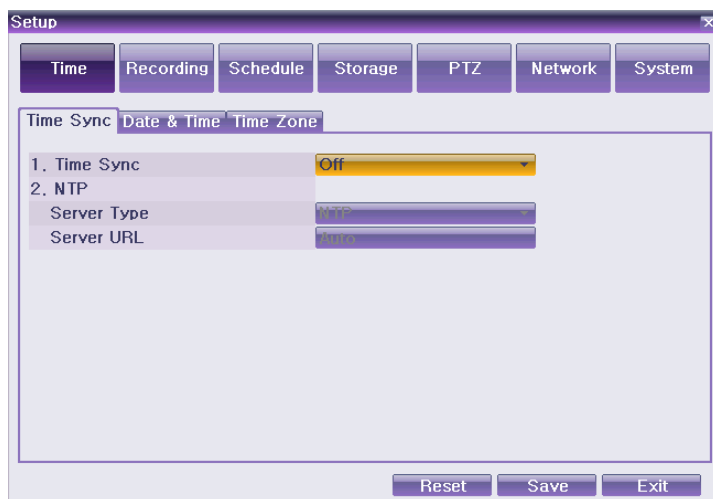 Setup
Time Recording Schedule Storage PTZ Network System
Time Sync Date & Time Time Zone
1. Time Sync Off
2. NTP
Server Type NTP
Server URL Auto
Reset Save Exit